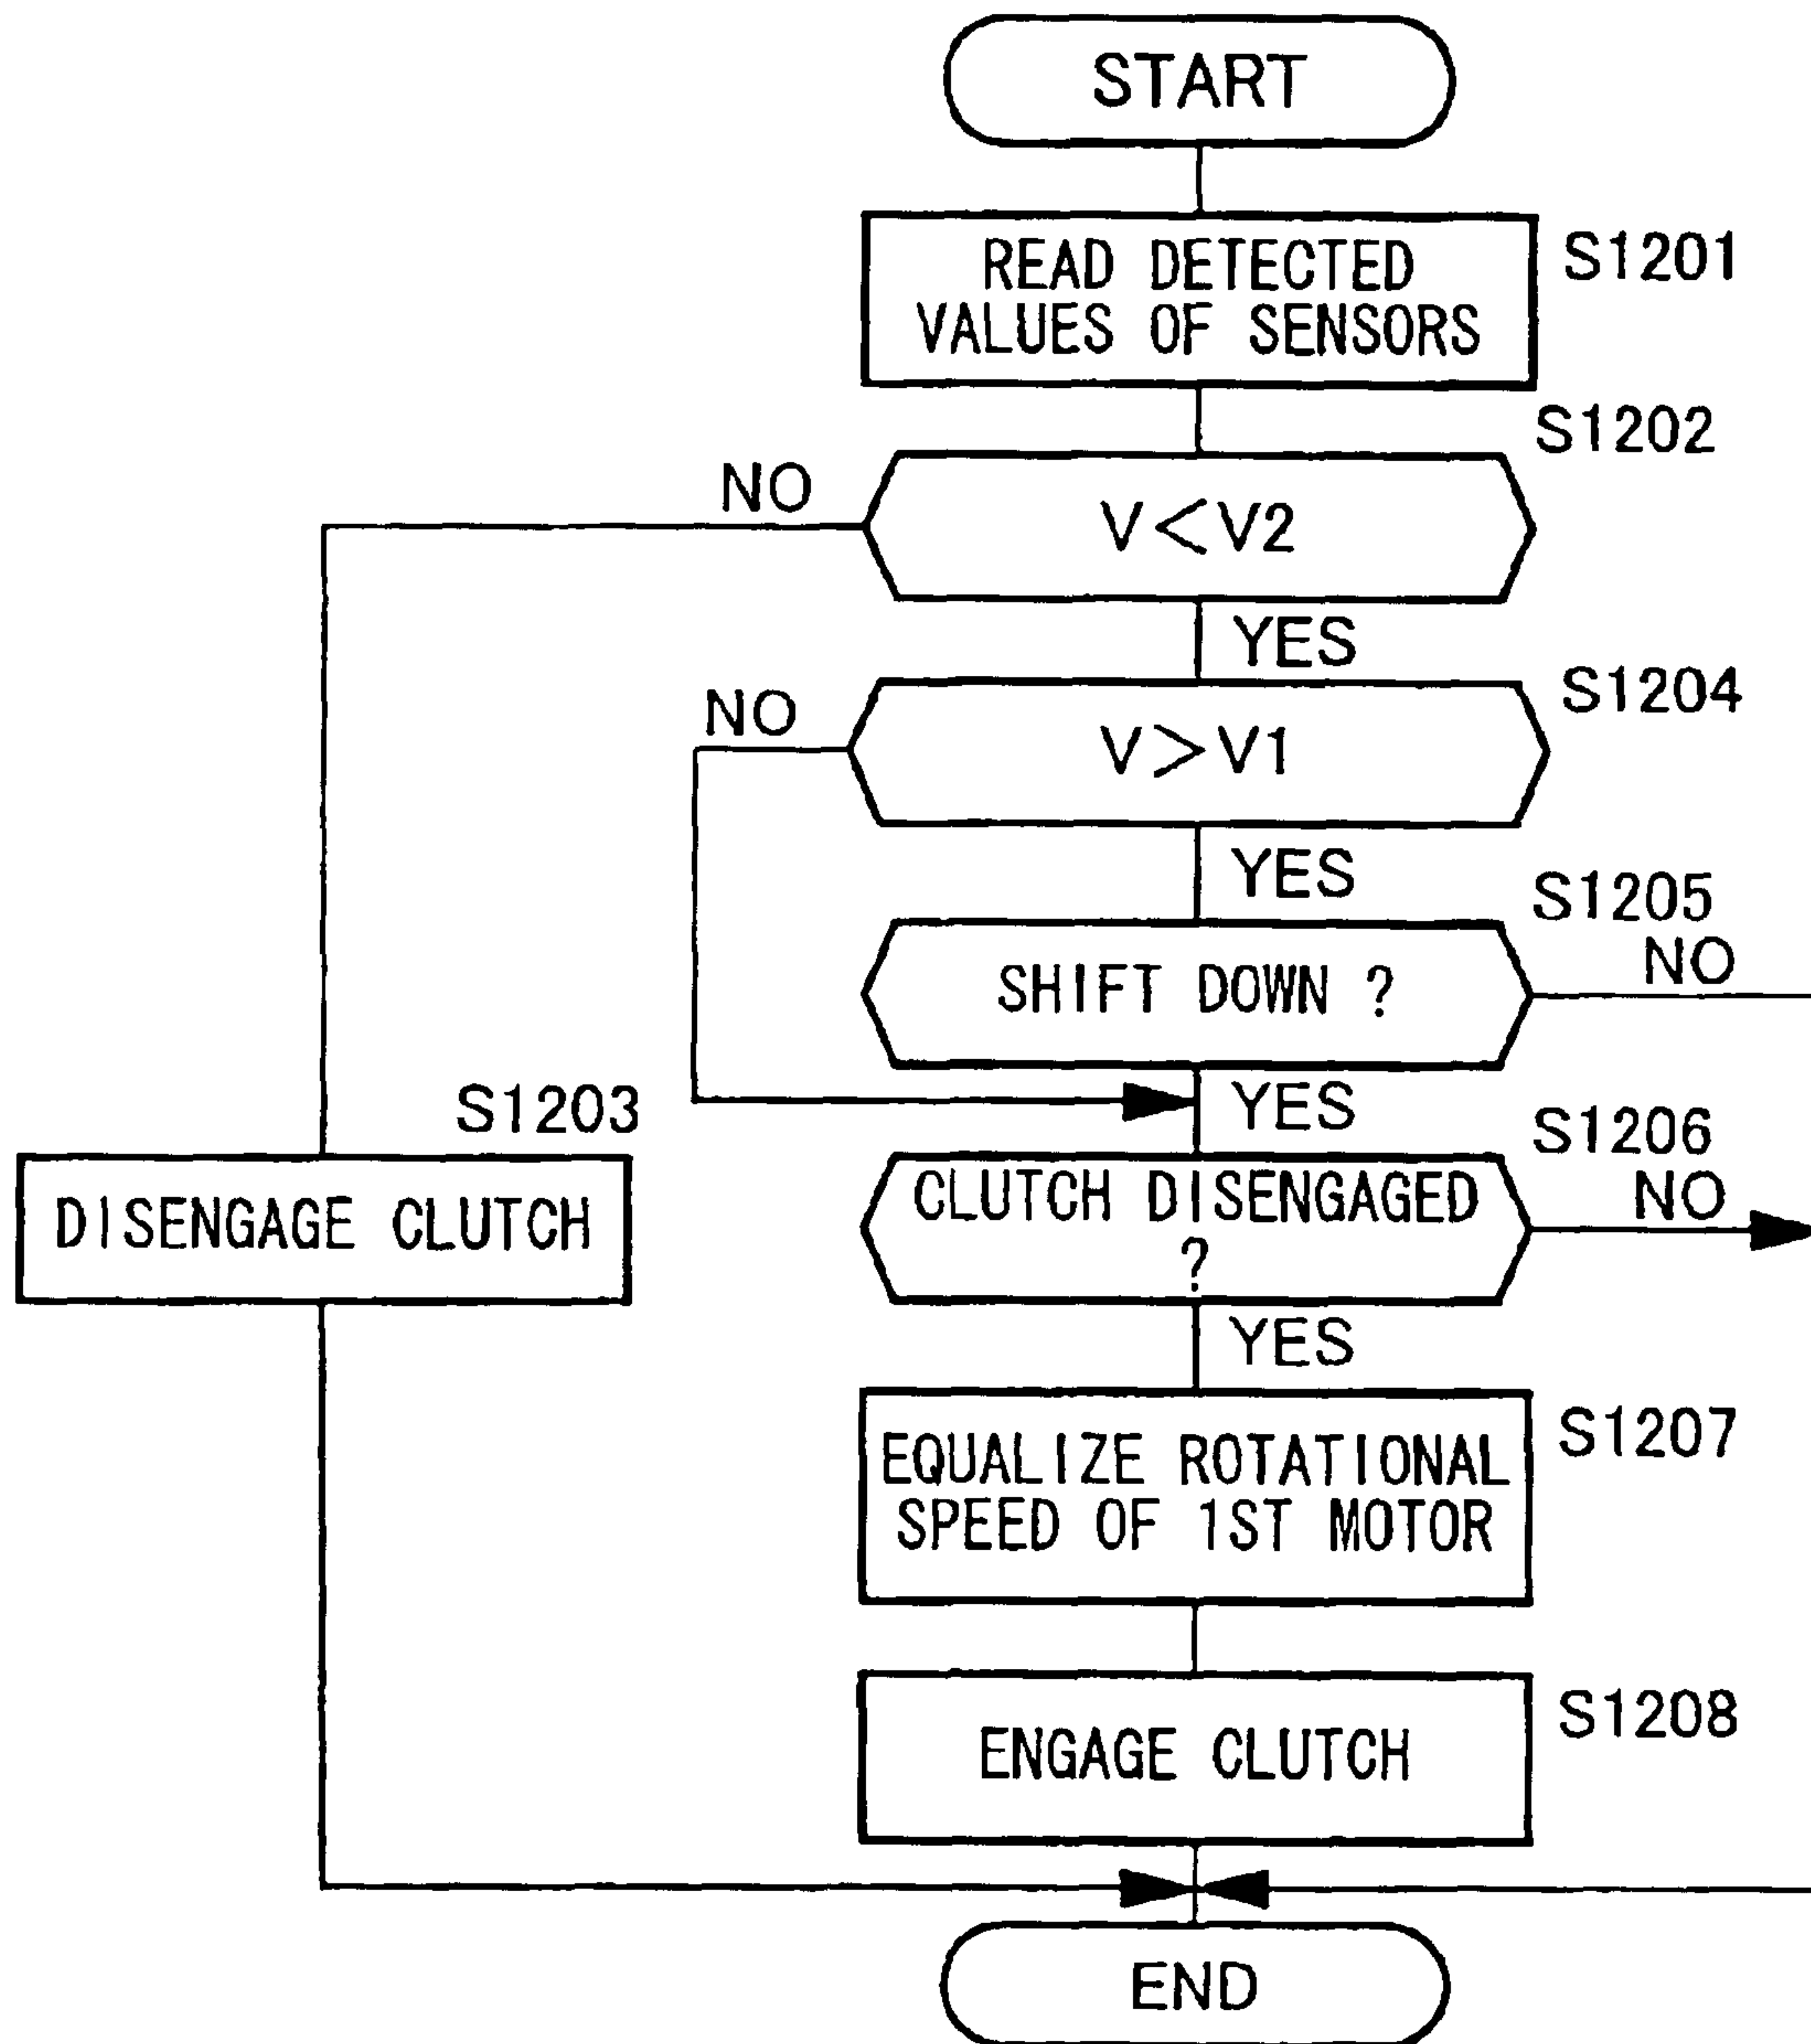 START
READ DETECTED
VALUES OF SENSORS
S1201
S1202
NO
V<V2
YES
S1204
NO
V>V1
YES
S1205
NO
SHIFT DOWN ?
YES
S1203
S1206
DISENGAGE CLUTCH
CLUTCH DISENGAGED
?
NO
YES
S1207
EQUALIZE ROTATIONAL
SPEED OF 1ST MOTOR
S1208
ENGAGE CLUTCH
END